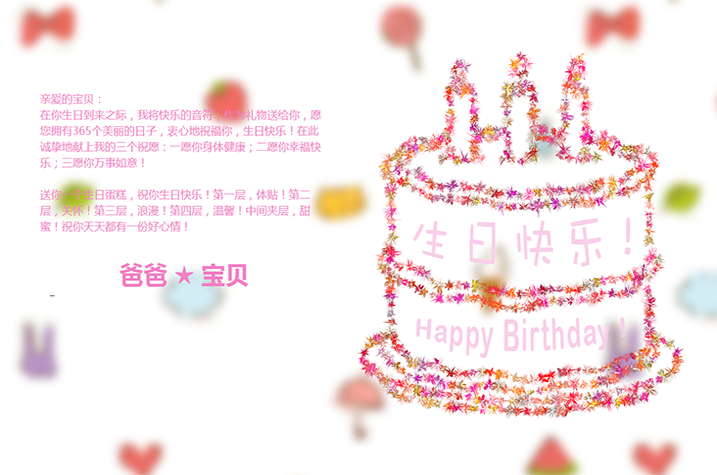 亲爱的宝贝：
在你生日到来之际，我将快乐的音符，礼物送给你，愿
您拥有365个美丽的日子，衷心地祝福你，生日快乐！在此
诚挚地献上我的三个祝愿：一愿你身体健康；二愿你幸福快
乐；三愿你万事如意！
送你一个生日蛋糕，祝你生日快乐！第一层，体贴！第二
层，关怀！第三层，浪漫！第四层，温馨！中间夹层，甜
蜜！祝你天天都有一份好心情！
爸爸 ★ 宝贝
生日快乐！
Happy Birthday!